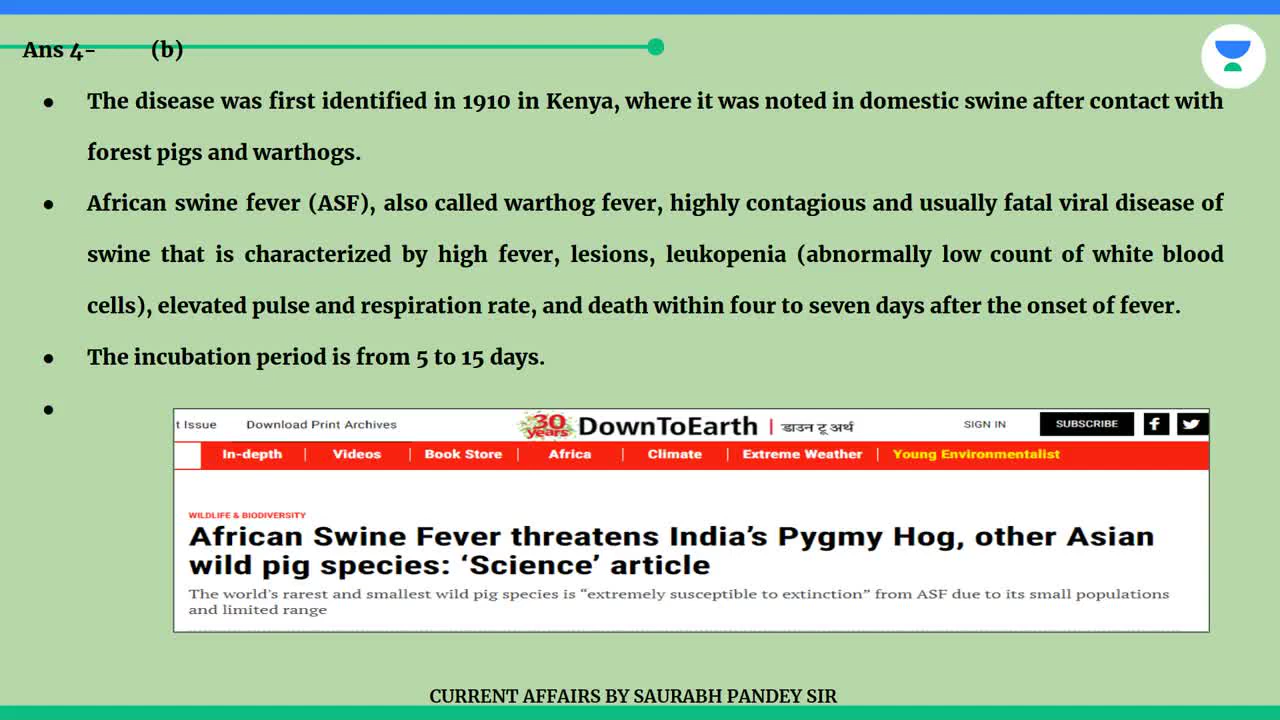 Ans 4- (b)
● The disease was first identified in 1910 in Kenya, where it was noted in domestic swine after contact with
forest pigs and warthogs.
● African swine fever (ASF), also called warthog fever, highly contagious and usually fatal viral disease of
swine that is characterized by high fever, lesions, leukopenia (abnormally low count of white blood
cells), elevated pulse and respiration rate, and death within four to seven days after the onset of fever.
● The incubation period is from 5 to 15 days.
●
t Issue Download Print Archives 30 years DownToEarth | डाउन टू अर्थ SIGN IN SUBSCRIBE
In-depth | Videos | Book Store | Africa | Climate | Extreme Weather | Young Environmentalist
WILDLIFE & BIODIVERSITY
African Swine Fever threatens India's Pygmy Hog, other Asian
wild pig species: 'Science' article
The world's rarest and smallest wild pig species is "extremely susceptible to extinction" from ASF due to its small populations
and limited range
CURRENT AFFAIRS BY SAURABH PANDEY SIR